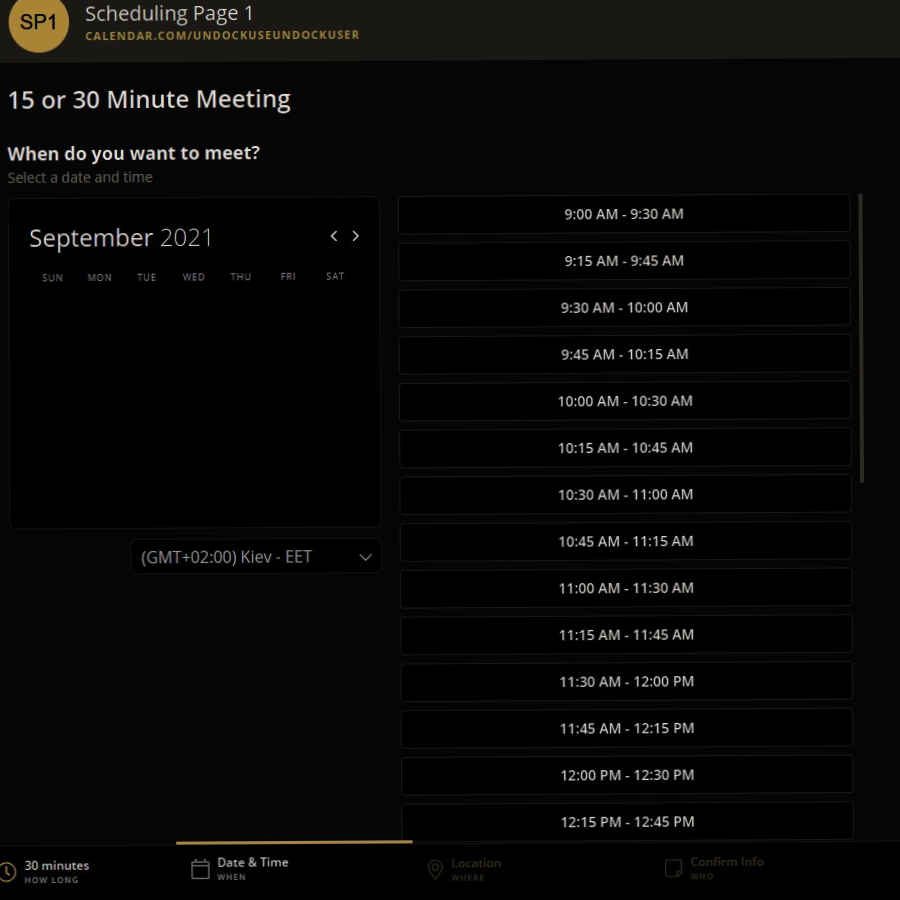 SP1
Scheduling Page 1
CALENDAR.COM/UNDOCKUSEUNDOCKUSER
15 or 30 Minute Meeting
When do you want to meet?
Select a date and time
September 2021
SUN MON TUE WED THU FRI SAT
(GMT+02:00) Kiev - EET
9:00 AM - 9:30 AM
9:15 AM - 9:45 AM
9:30 AM - 10:00 AM
9:45 AM - 10:15 AM
10:00 AM - 10:30 AM
10:15 AM - 10:45 AM
10:30 AM - 11:00 AM
10:45 AM - 11:15 AM
11:00 AM - 11:30 AM
11:15 AM - 11:45 AM
11:30 AM - 12:00 PM
11:45 AM - 12:15 PM
12:00 PM - 12:30 PM
12:15 PM - 12:45 PM
30 minutes
HOW LONG
Date & Time
WHEN
Location
WHERE
Confirm Info
WHO